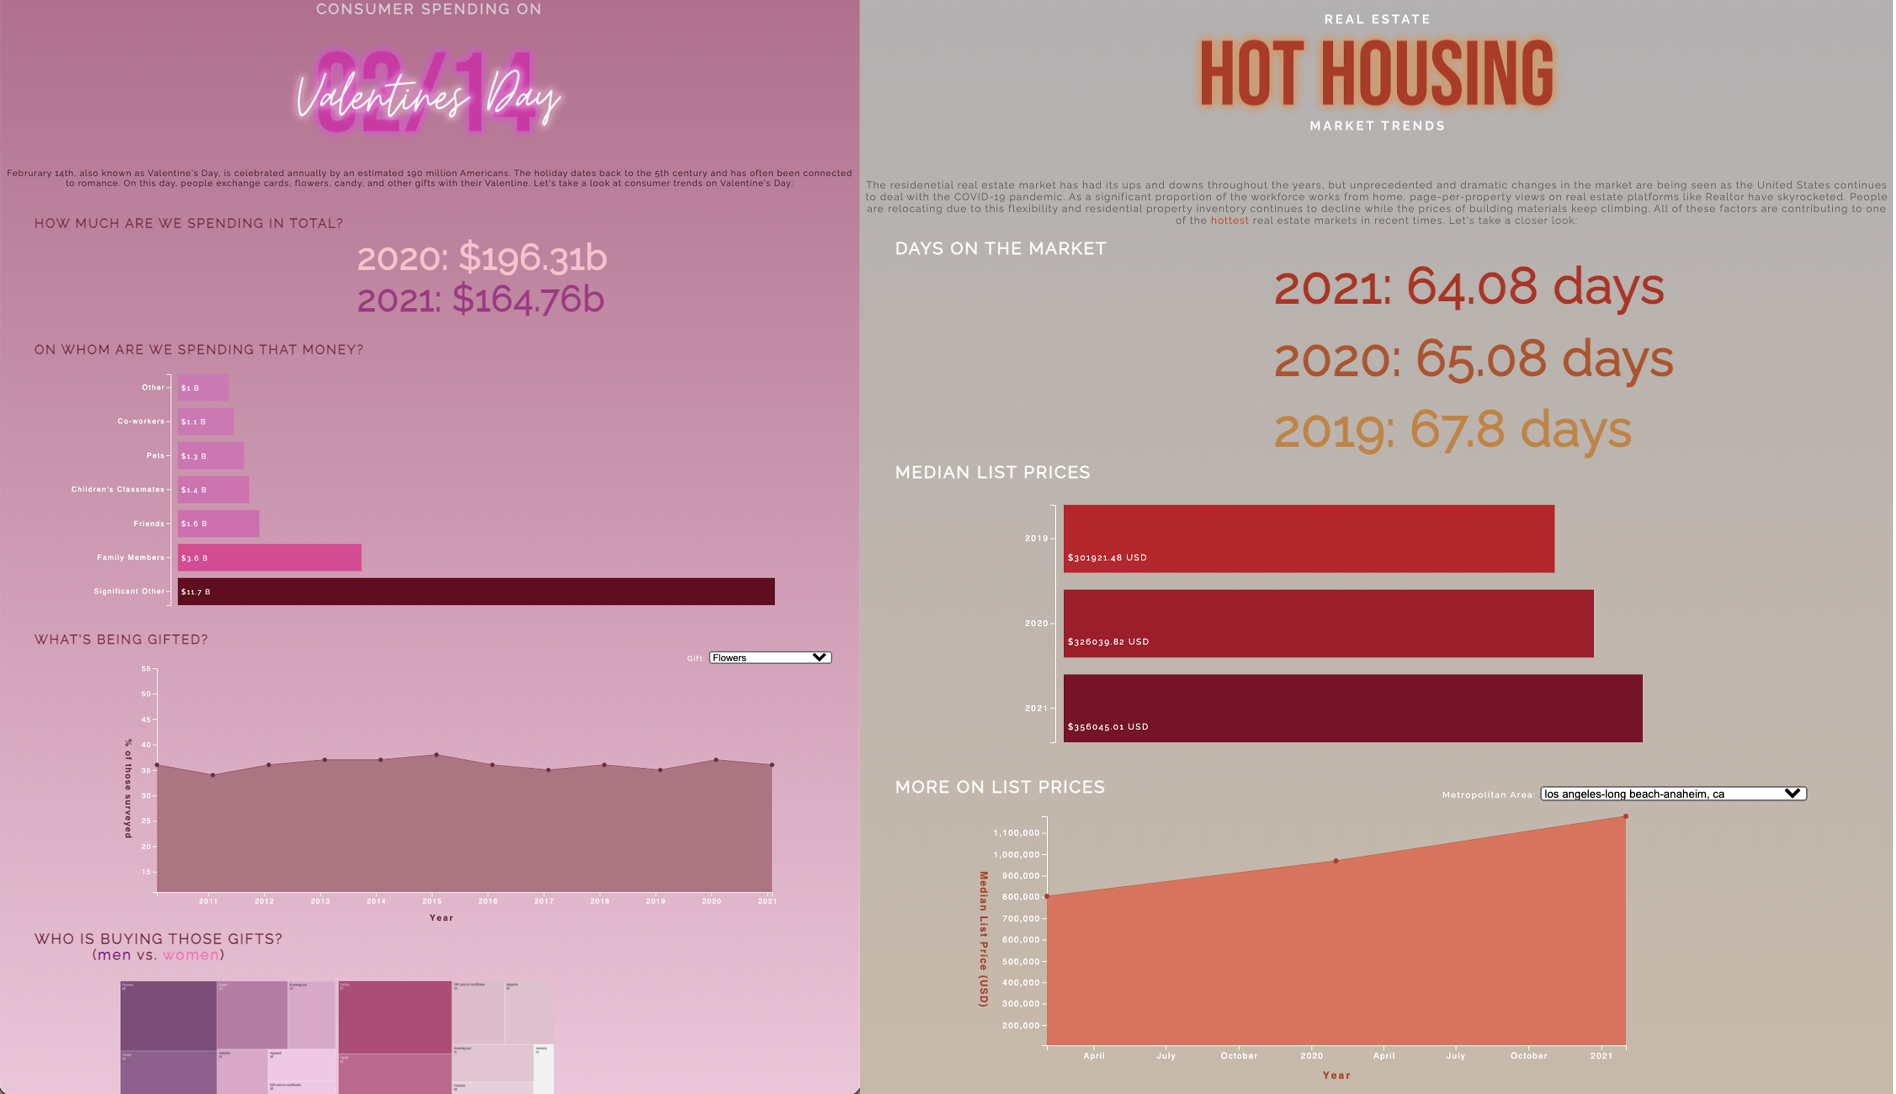 CONSUMER SPENDING ON
02/14
Valentines Day
Februrary 14th, also known as Valentine's Day, is celebrated annually by an estimated 190 million Americans. The holiday dates back to the 5th century and has often been connected
to romance. On this day, people exchange cards, flowers, candy, and other gifts with their Valentine. Let's take a look at consumer trends on Valentine's Day:
HOW MUCH ARE WE SPENDING IN TOTAL?
2020: $196.31b
2021: $164.76b
ON WHOM ARE WE SPENDING THAT MONEY?
Other
$1 B
Co-workers
$1.1 B
Pets
$1.3 B
Children's Classmates
$1.4 B
Friends
$1.6 B
Family Members
$3.6 B
Significant Other
$11.7 B
WHAT'S BEING GIFTED?
Gift: Flowers
55
50
45
40
35
30
25
20
15
% of those surveyed
2011 2012 2013 2014 2015 2016 2017 2018 2019 2020 2021
Year
WHO IS BUYING THOSE GIFTS?
(men vs. women)
REAL ESTATE
HOT HOUSING
MARKET TRENDS
The residenetial real estate market has had its ups and downs throughout the years, but unprecedented and dramatic changes in the market are being seen as the United States continues
to deal with the COVID-19 pandemic. As a significant proportion of the workforce works from home, page-per-property views on real estate platforms like Realtor have skyrocketed. People
are relocating due to this flexibility and residential property inventory continues to decline while the prices of building materials keep climbing. All of these factors are contributing to one
of the hottest real estate markets in recent times. Let's take a closer look:
DAYS ON THE MARKET
2021: 64.08 days
2020: 65.08 days
2019: 67.8 days
MEDIAN LIST PRICES
2019
$301921.48 USD
2020
$326039.82 USD
2021
$356045.01 USD
MORE ON LIST PRICES
Metropolitan Area: los angeles-long beach-anaheim, ca
1,100,000
1,000,000
900,000
800,000
700,000
600,000
500,000
400,000
300,000
200,000
Median List Price (USD)
April July October 2020 April July October 2021
Year